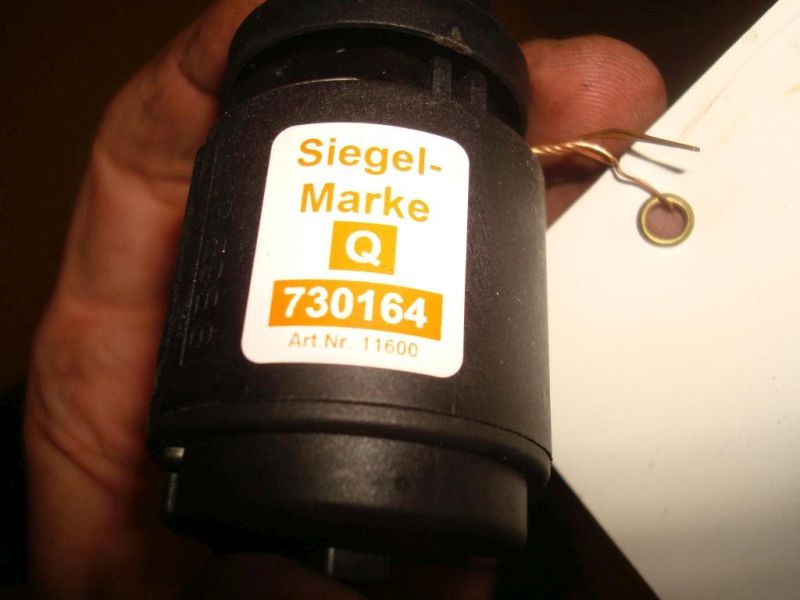 Siegel-
Marke
Q
730164
Art.Nr. 11600